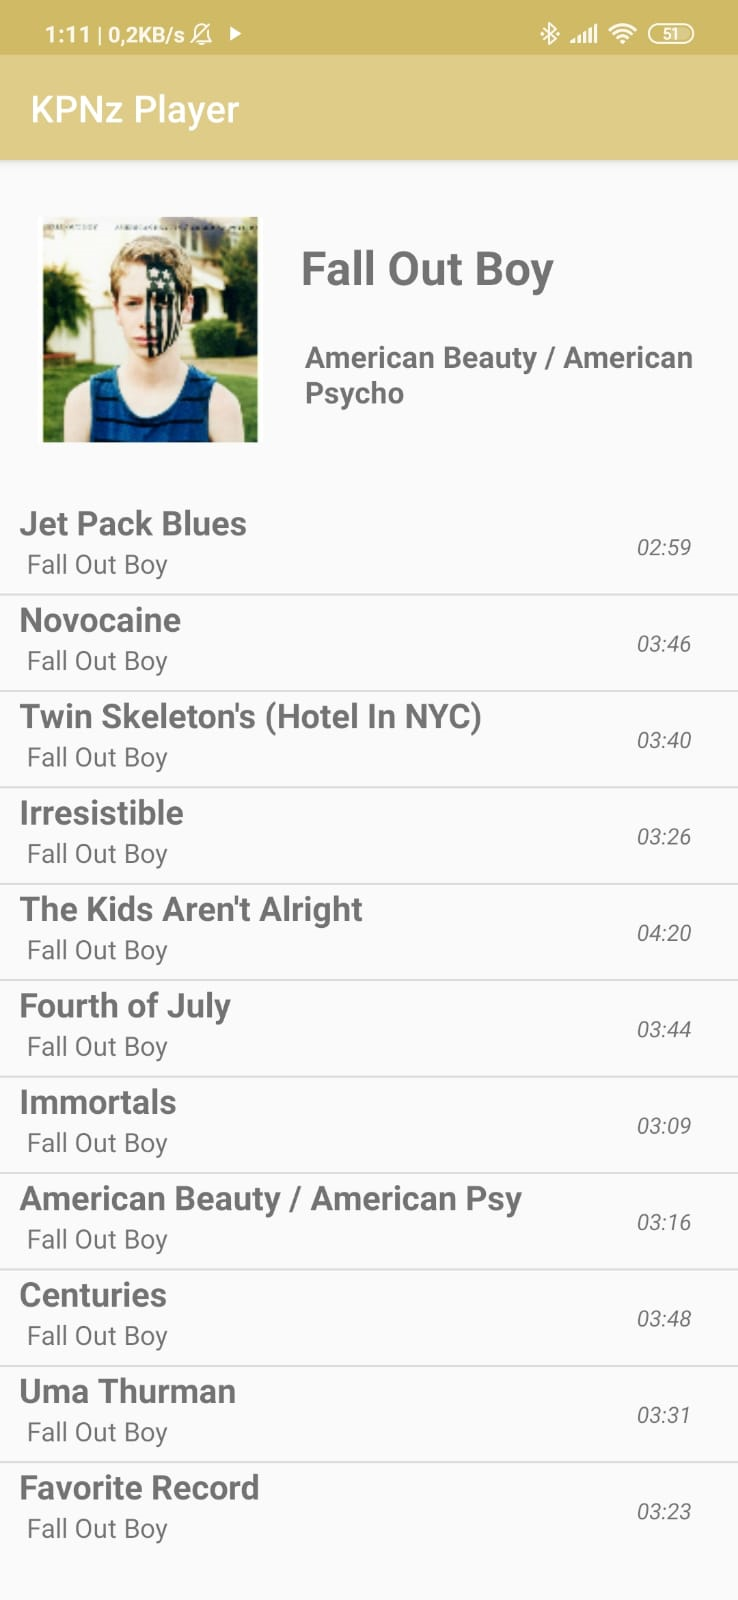 1:11 | 0,2KB/s
51
KPNz Player
Fall Out Boy
American Beauty / American
Psycho
Jet Pack Blues
Fall Out Boy
02:59
Novocaine
Fall Out Boy
03:46
Twin Skeleton's (Hotel In NYC)
Fall Out Boy
03:40
Irresistible
Fall Out Boy
03:26
The Kids Aren't Alright
Fall Out Boy
04:20
Fourth of July
Fall Out Boy
03:44
Immortals
Fall Out Boy
03:09
American Beauty / American Psy
Fall Out Boy
03:16
Centuries
Fall Out Boy
03:48
Uma Thurman
Fall Out Boy
03:31
Favorite Record
Fall Out Boy
03:23